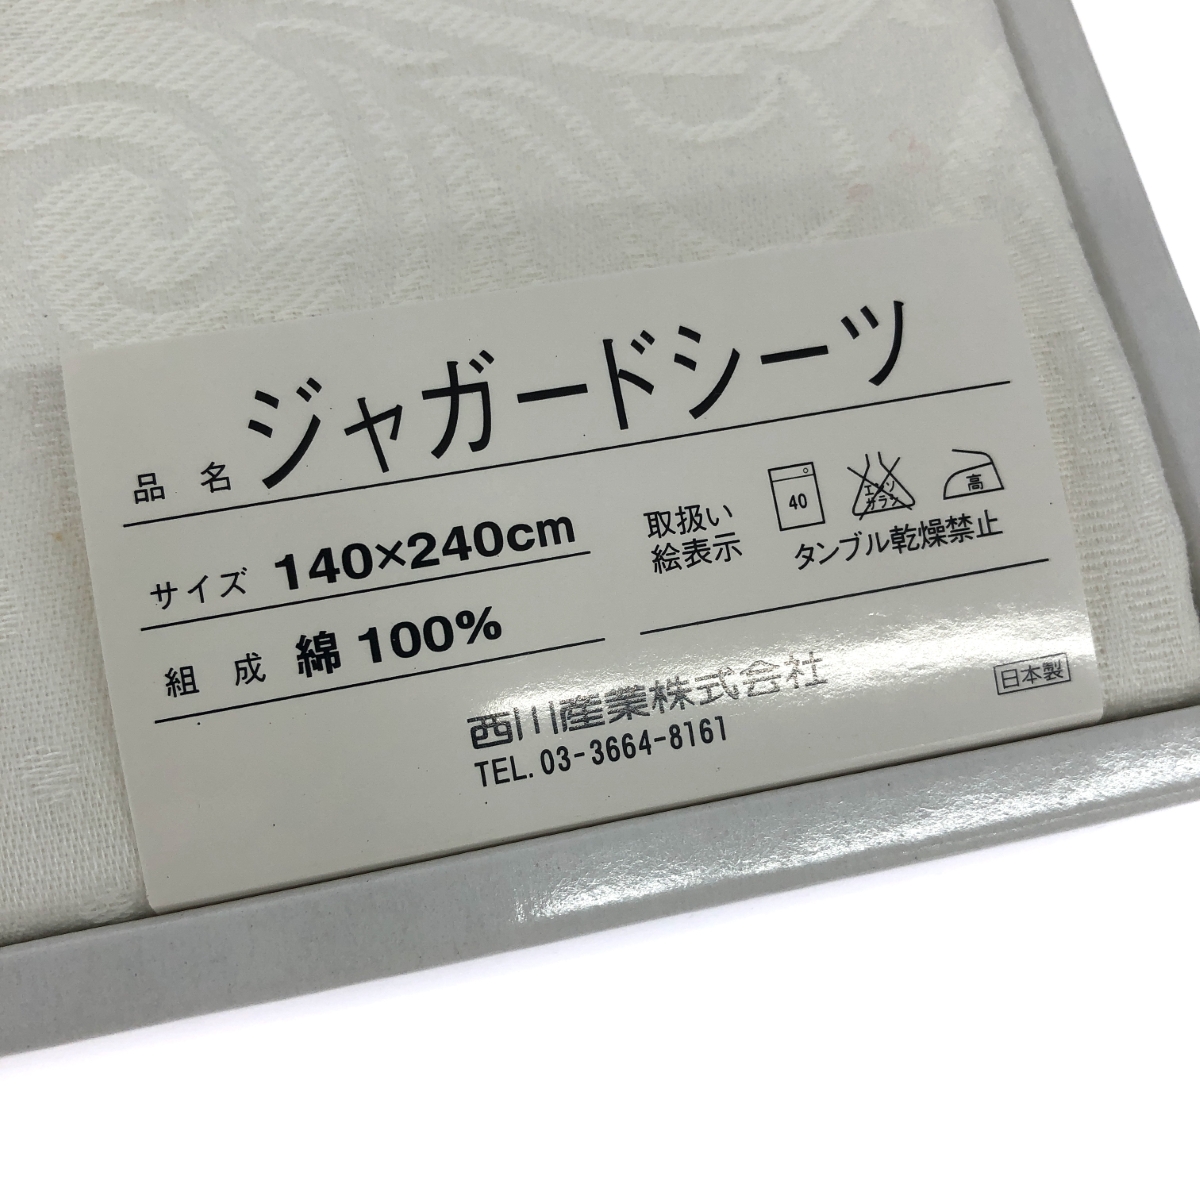 品名 ジャガードシーツ
サイズ 140×240cm
組成 綿 100%
取扱い
絵表示
40
エンソ
サラシ
高
タンブル乾燥禁止
西川産業株式会社
TEL. 03-3664-8161
日本製